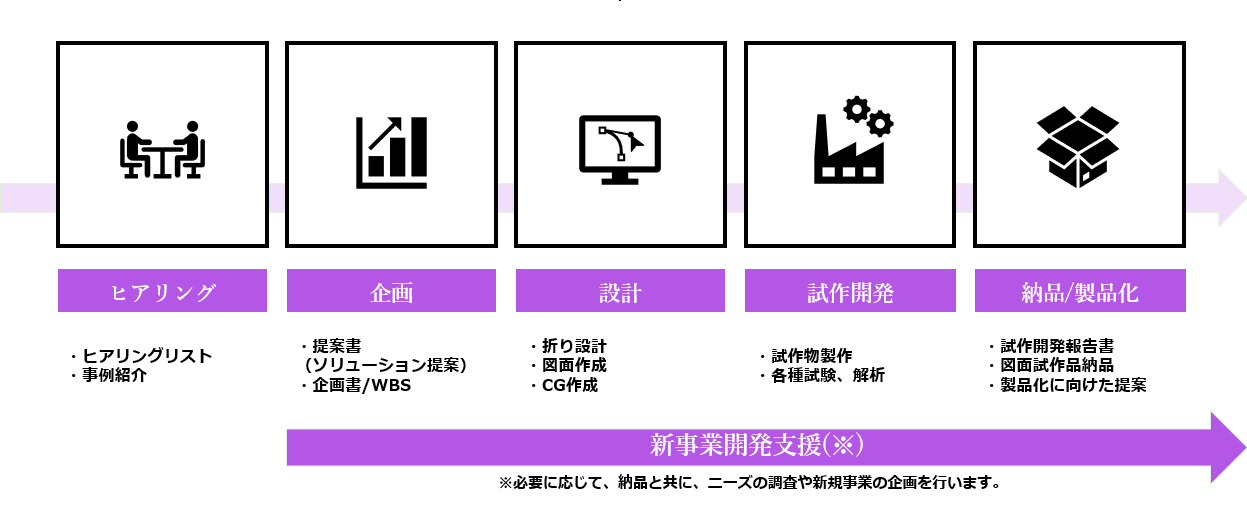 ヒアリング
企画
設計
試作開発
納品/製品化
・ヒアリングリスト
・事例紹介
・提案書
(ソリューション提案)
・企画書/WBS
・折り設計
・図面作成
・CG作成
・試作物製作
・各種試験、解析
・試作開発報告書
・図面試作品納品
・製品化に向けた提案
新事業開発支援(※)
※必要に応じて、納品と共に、ニーズの調査や新規事業の企画を行います。